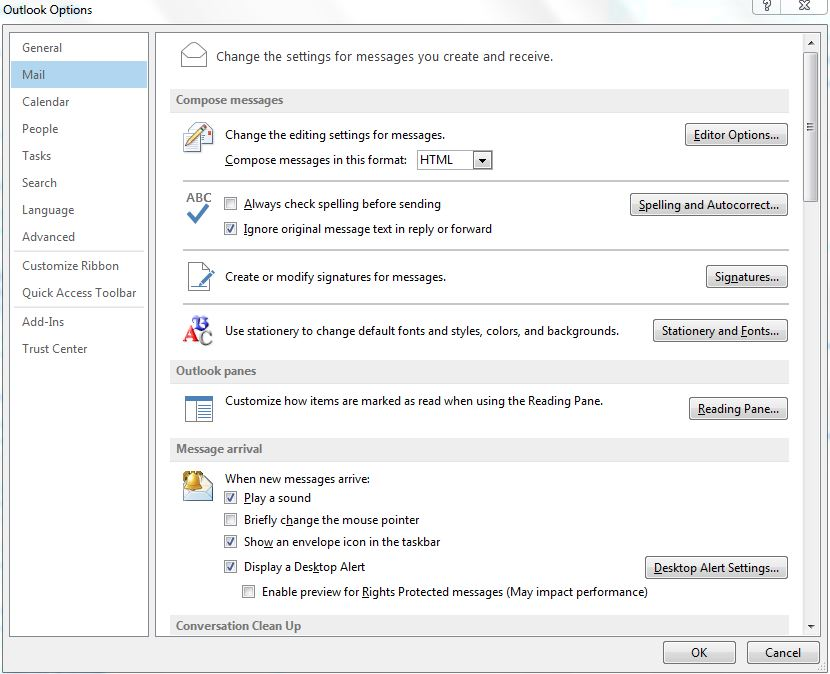 Outlook Options
?
General
Mail
Calendar
People
Tasks
Search
Language
Advanced
Customize Ribbon
Quick Access Toolbar
Add-Ins
Trust Center
Change the settings for messages you create and receive.
Compose messages
Change the editing settings for messages.
Editor Options...
Compose messages in this format: HTML
ABC
Always check spelling before sending
Spelling and Autocorrect...
Ignore original message text in reply or forward
Create or modify signatures for messages.
Signatures...
ABC
Use stationery to change default fonts and styles, colors, and backgrounds.
Stationery and Fonts...
Outlook panes
Customize how items are marked as read when using the Reading Pane.
Reading Pane...
Message arrival
When new messages arrive:
Play a sound
Briefly change the mouse pointer
Show an envelope icon in the taskbar
Display a Desktop Alert
Desktop Alert Settings...
Enable preview for Rights Protected messages (May impact performance)
Conversation Clean Up
OK
Cancel